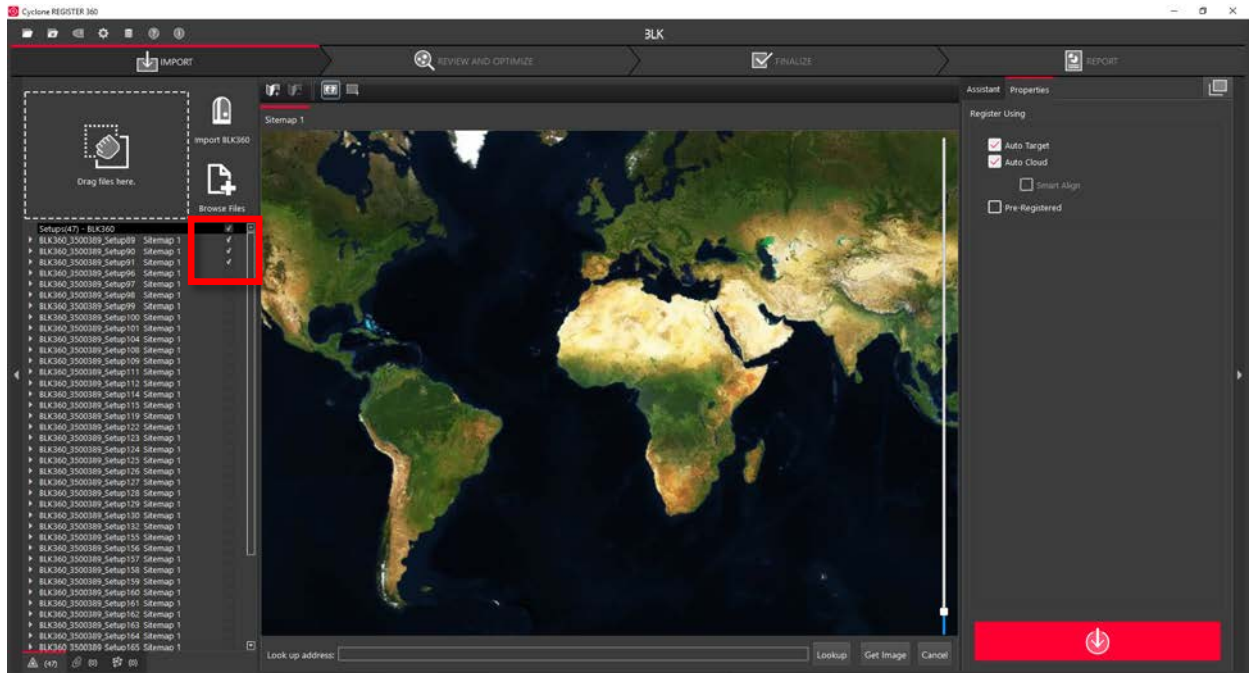 Cyclone REGISTER 360
BLK
IMPORT
REVIEW AND OPTIMIZE
FINALIZE
REPORT
Import BLK360
Drag files here.
Browse Files
Setups(47) - BLK360
BLK360_3500389_Setup89 Sitemap 1
BLK360_3500389_Setup90 Sitemap 1
BLK360_3500389_Setup91 Sitemap 1
BLK360_3500389_Setup96 Sitemap 1
BLK360_3500389_Setup97 Sitemap 1
BLK360_3500389_Setup98 Sitemap 1
BLK360_3500389_Setup99 Sitemap 1
BLK360_3500389_Setup100 Sitemap 1
BLK360_3500389_Setup101 Sitemap 1
BLK360_3500389_Setup104 Sitemap 1
BLK360_3500389_Setup108 Sitemap 1
BLK360_3500389_Setup109 Sitemap 1
BLK360_3500389_Setup111 Sitemap 1
BLK360_3500389_Setup112 Sitemap 1
BLK360_3500389_Setup114 Sitemap 1
BLK360_3500389_Setup115 Sitemap 1
BLK360_3500389_Setup119 Sitemap 1
BLK360_3500389_Setup122 Sitemap 1
BLK360_3500389_Setup123 Sitemap 1
BLK360_3500389_Setup124 Sitemap 1
BLK360_3500389_Setup125 Sitemap 1
BLK360_3500389_Setup126 Sitemap 1
BLK360_3500389_Setup127 Sitemap 1
BLK360_3500389_Setup128 Sitemap 1
BLK360_3500389_Setup129 Sitemap 1
BLK360_3500389_Setup130 Sitemap 1
BLK360_3500389_Setup132 Sitemap 1
BLK360_3500389_Setup155 Sitemap 1
BLK360_3500389_Setup156 Sitemap 1
BLK360_3500389_Setup157 Sitemap 1
BLK360_3500389_Setup158 Sitemap 1
BLK360_3500389_Setup159 Sitemap 1
BLK360_3500389_Setup160 Sitemap 1
BLK360_3500389_Setup161 Sitemap 1
BLK360_3500389_Setup162 Sitemap 1
BLK360_3500389_Setup163 Sitemap 1
BLK360_3500389_Setup164 Sitemap 1
BLK360_3500389_Setup165 Sitemap 1
(47) (0) (0)
Sitemap 1
Look up address:
Lookup
Get Image
Cancel
Assistant Properties
Register Using
Auto Target
Auto Cloud
Smart Align
Pre-Registered